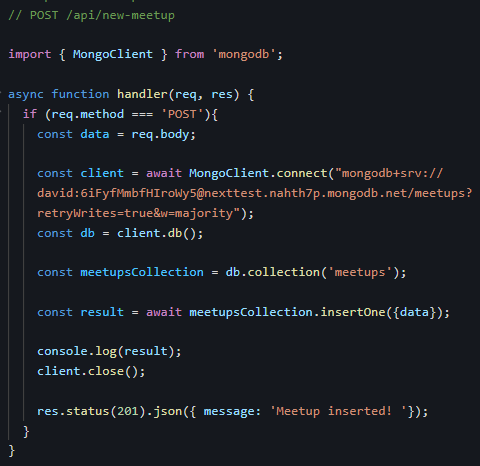 // POST /api/new-meetup
import { MongoClient } from 'mongodb';
async function handler(req, res) {
if (req.method === 'POST'){
const data = req.body;
const client = await MongoClient.connect("mongodb+srv://
david:6iFyfMmbfHIroWy5@nexttest.nahth7p.mongodb.net/meetups?
retryWrites=true&w=majority");
const db = client.db();
const meetupsCollection = db.collection('meetups');
const result = await meetupsCollection.insertOne({data});
console.log(result);
client.close();
res.status(201).json({ message: 'Meetup inserted! '});
}
}